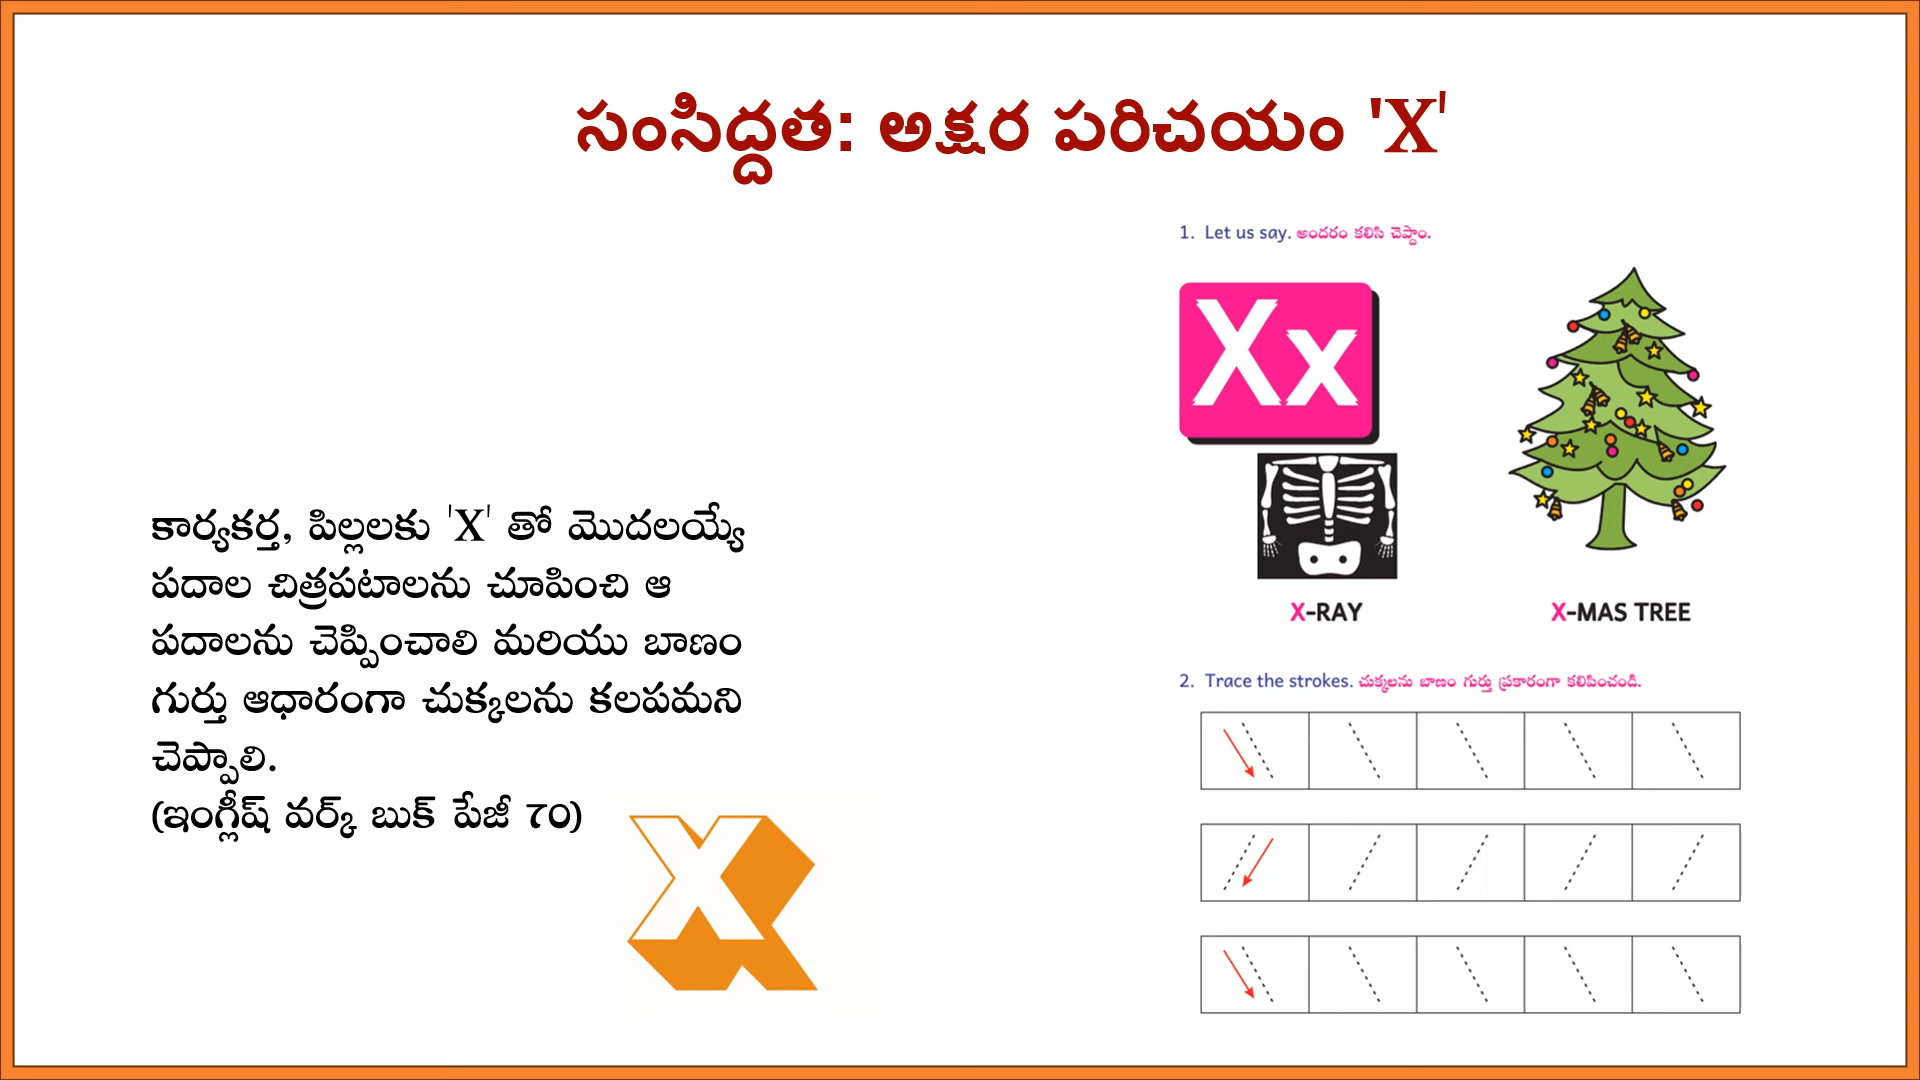 సంసిద్ధత: అక్షర పరిచయం 'X'
కార్యకర్త, పిల్లలకు 'X' తో మొదలయ్యే
పదాల చిత్రపటాలను చూపించి ఆ
పదాలను చెప్పించాలి మరియు బాణం
గుర్తు ఆధారంగా చుక్కలను కలపమని
చెప్పాలి.
(ఇంగ్లీష్ వర్క్ బుక్ పేజీ 70)
X
1. Let us say. అందరం కలిసి చెప్దాం.
Xx
X-RAY
X-MAS TREE
2. Trace the strokes. చుక్కలను బాణం గుర్తు ప్రకారంగా కలిపించండి.